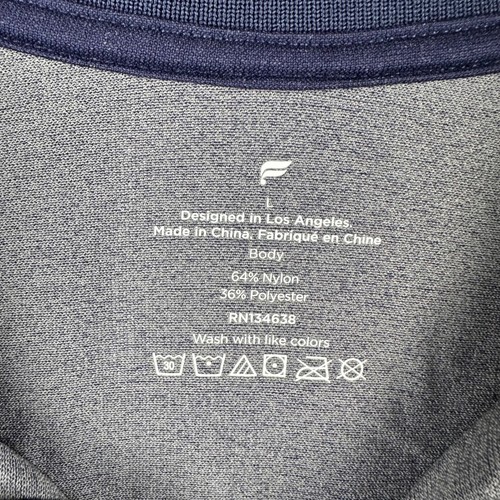 L
Designed in Los Angeles,
Made in China, Fabriqué en Chine
Body
64% Nylon
36% Polyester
RN134638
Wash with like colors
30